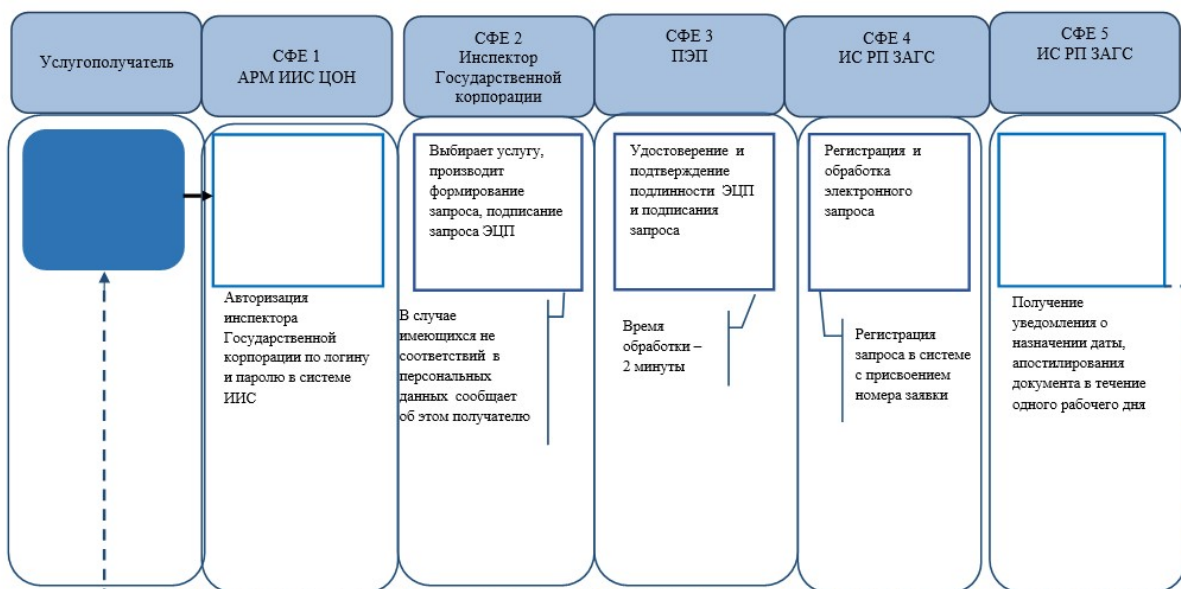 Услугополучатель
СФЕ 1
АРМ ИИС ЦОН
СФЕ 2
Инспектор
Государственной
корпорации
СФЕ 3
ПЭП
СФЕ 4
ИС РП ЗАГС
СФЕ 5
ИС РП ЗАГС
Авторизация
инспектора
Государственной
корпорации по логину
и паролю в системе
ИИС
Выбирает услугу,
производит
формирование
запроса, подписание
запроса ЭЦП
В случае
имеющихся не
соответствий в
персональных
данных сообщает
об этом получателю
Удостоверение и
подтверждение
подлинности ЭЦП
и подписания
запроса
Время
обработки –
2 минуты
Регистрация и
обработка
электронного
запроса
Регистрация
запроса в системе
с присвоением
номера заявки
Получение
уведомления о
назначении даты,
апостилирования
документа в течение
одного рабочего дня